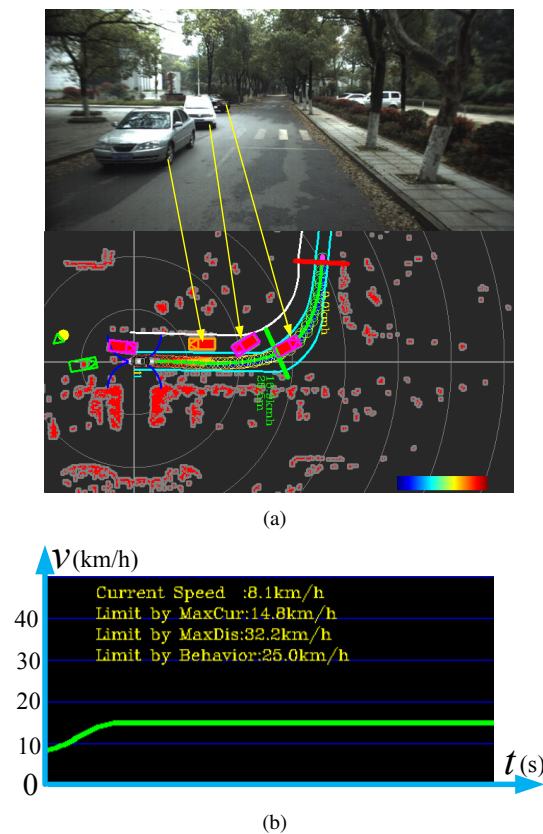 (a)
v(km/h)
Current Speed :8.1km/h
Limit by MaxCur:14.8km/h
Limit by MaxDis:32.2km/h
Limit by Behavior:25.0km/h
40
30
20
10
0
t(s)
(b)